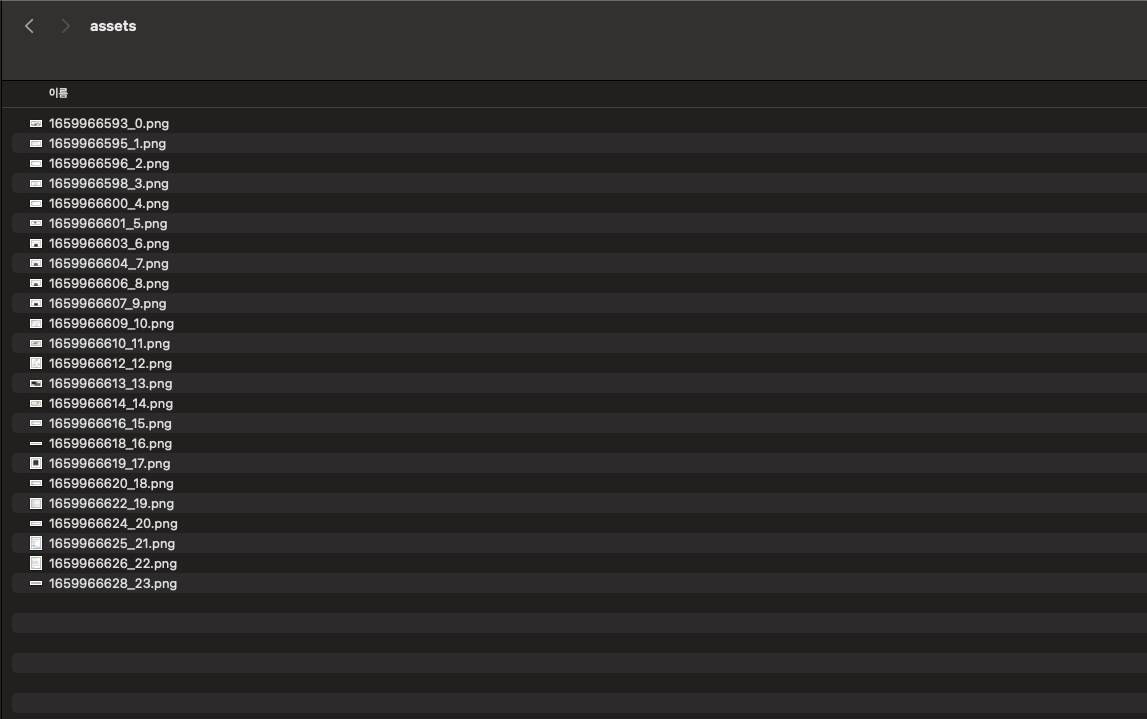 assets
이름
1659966593_0.png
1659966595_1.png
1659966596_2.png
1659966598_3.png
1659966600_4.png
1659966601_5.png
1659966603_6.png
1659966604_7.png
1659966606_8.png
1659966607_9.png
1659966609_10.png
1659966610_11.png
1659966612_12.png
1659966613_13.png
1659966614_14.png
1659966616_15.png
1659966618_16.png
1659966619_17.png
1659966620_18.png
1659966622_19.png
1659966624_20.png
1659966625_21.png
1659966626_22.png
1659966628_23.png